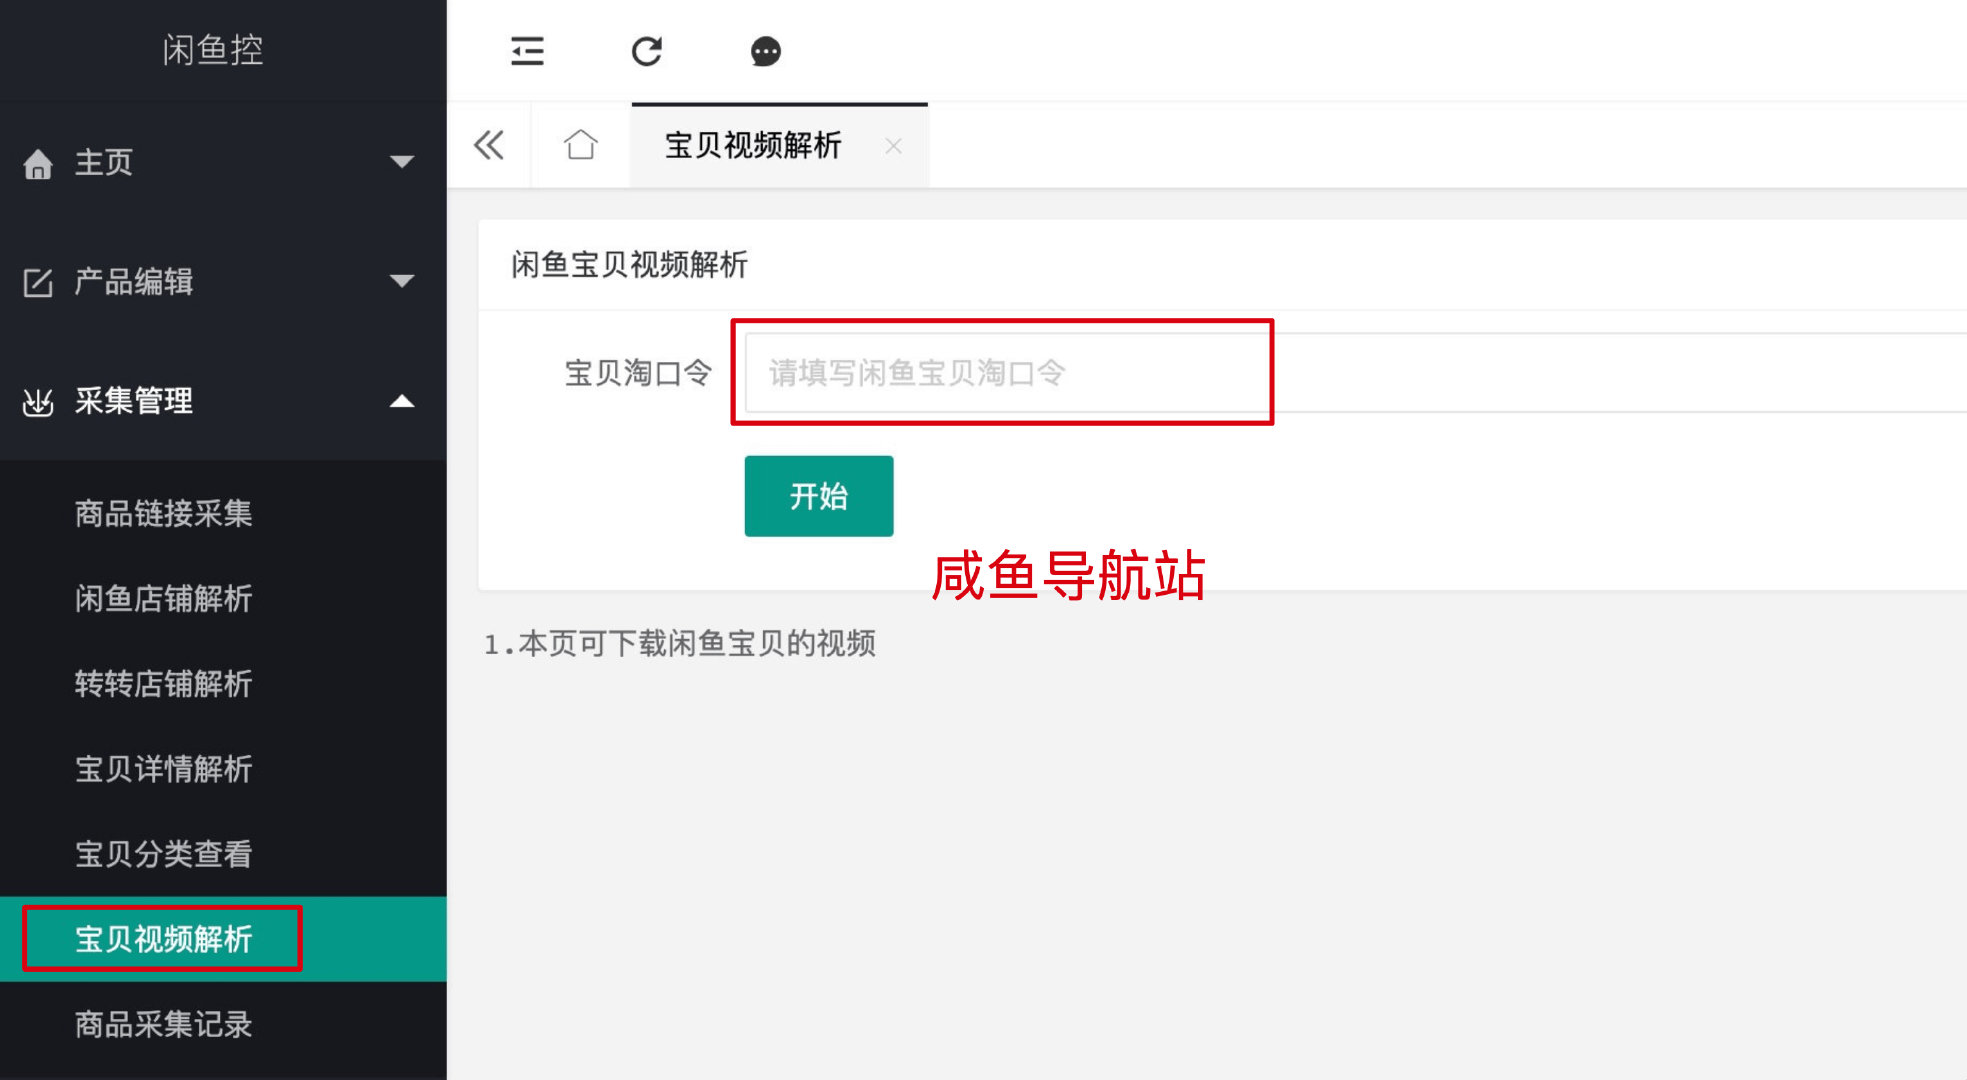 闲鱼控
主页
产品编辑
采集管理
商品链接采集
闲鱼店铺解析
转转店铺解析
宝贝详情解析
宝贝分类查看
宝贝视频解析
商品采集记录
宝贝视频解析
闲鱼宝贝视频解析
宝贝淘口令
请填写闲鱼宝贝淘口令
开始
咸鱼导航站
1.本页可下载闲鱼宝贝的视频